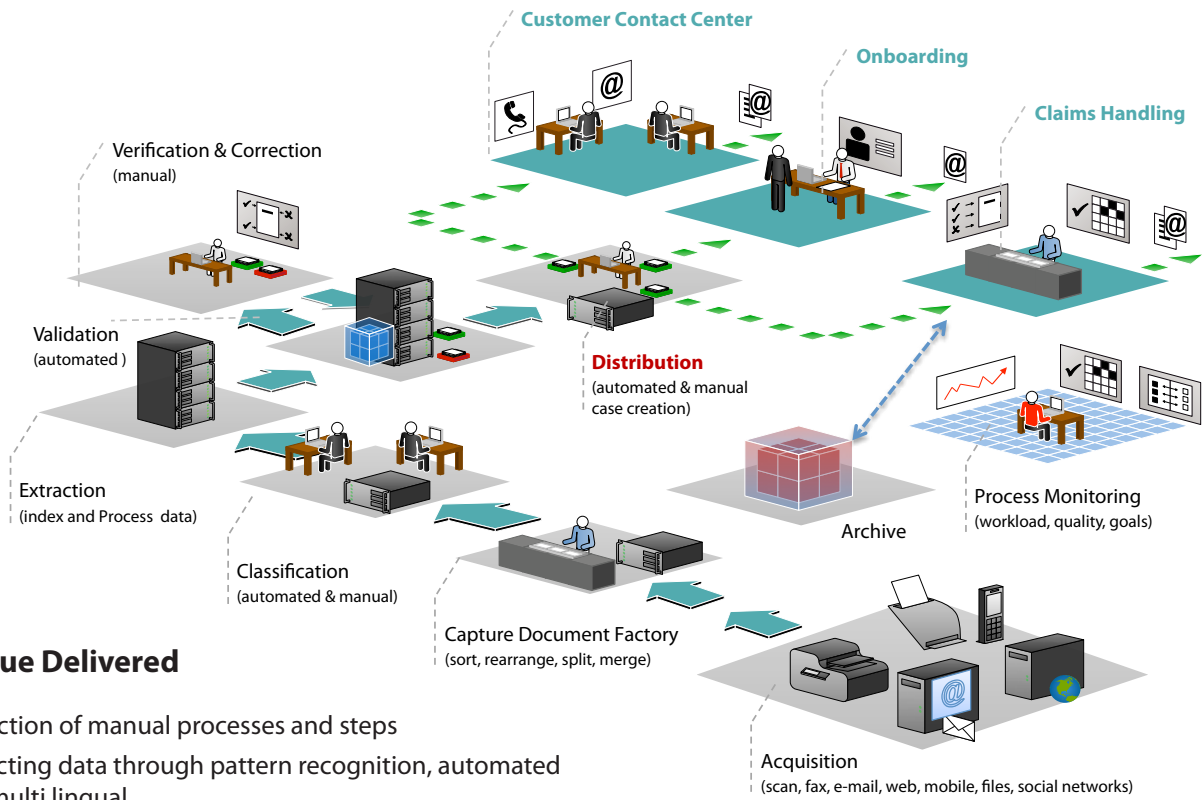 Customer Contact Center
Onboarding
Claims Handling
Verification & Correction
(manual)
Validation
(automated )
Distribution
(automated & manual
case creation)
Extraction
(index and Process data)
Process Monitoring
(workload, quality, goals)
Archive
Classification
(automated & manual)
Capture Document Factory
(sort, rearrange, split, merge)
ue Delivered
ction of manual processes and steps
cting data through pattern recognition, automated
Acquisition
(scan, fax, e-mail, web, mobile, files, social networks)